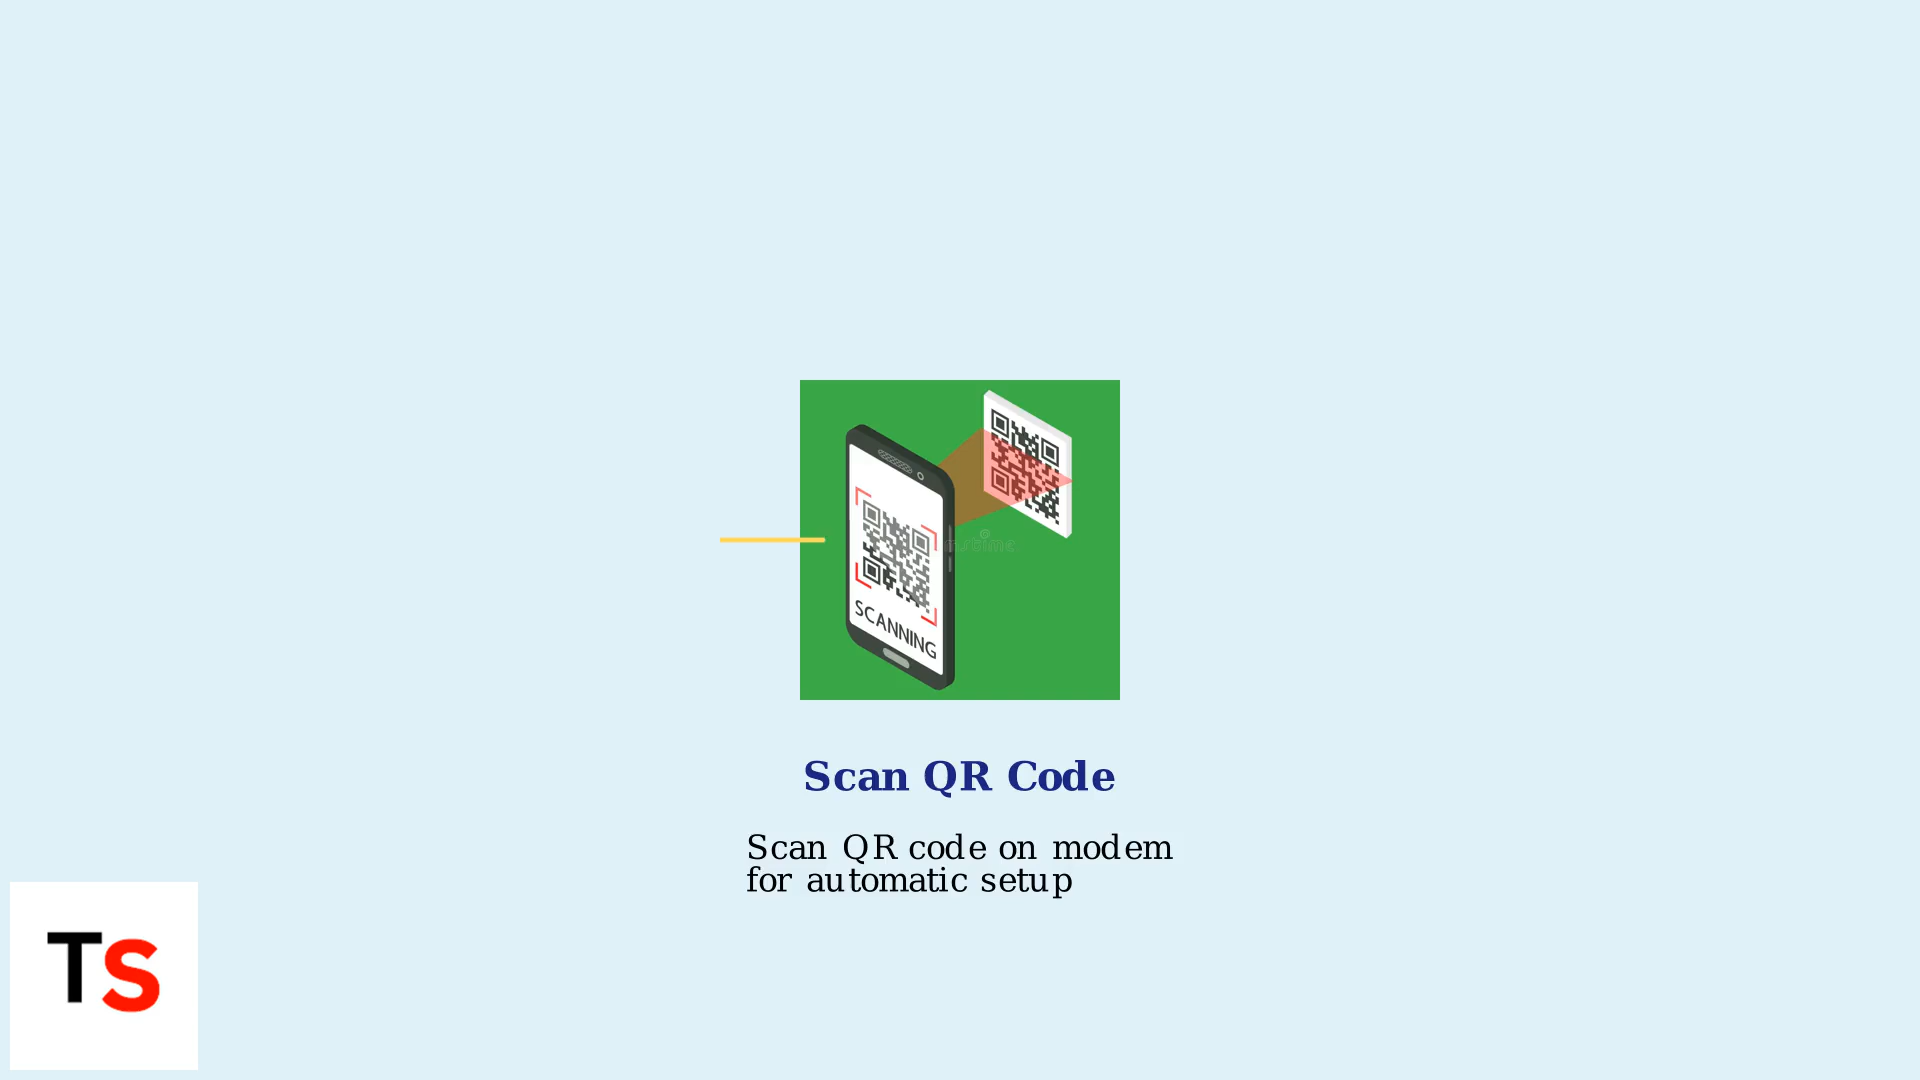 SCANNING
Scan QR Code
Scan QR code on modem
for automatic setup
TS